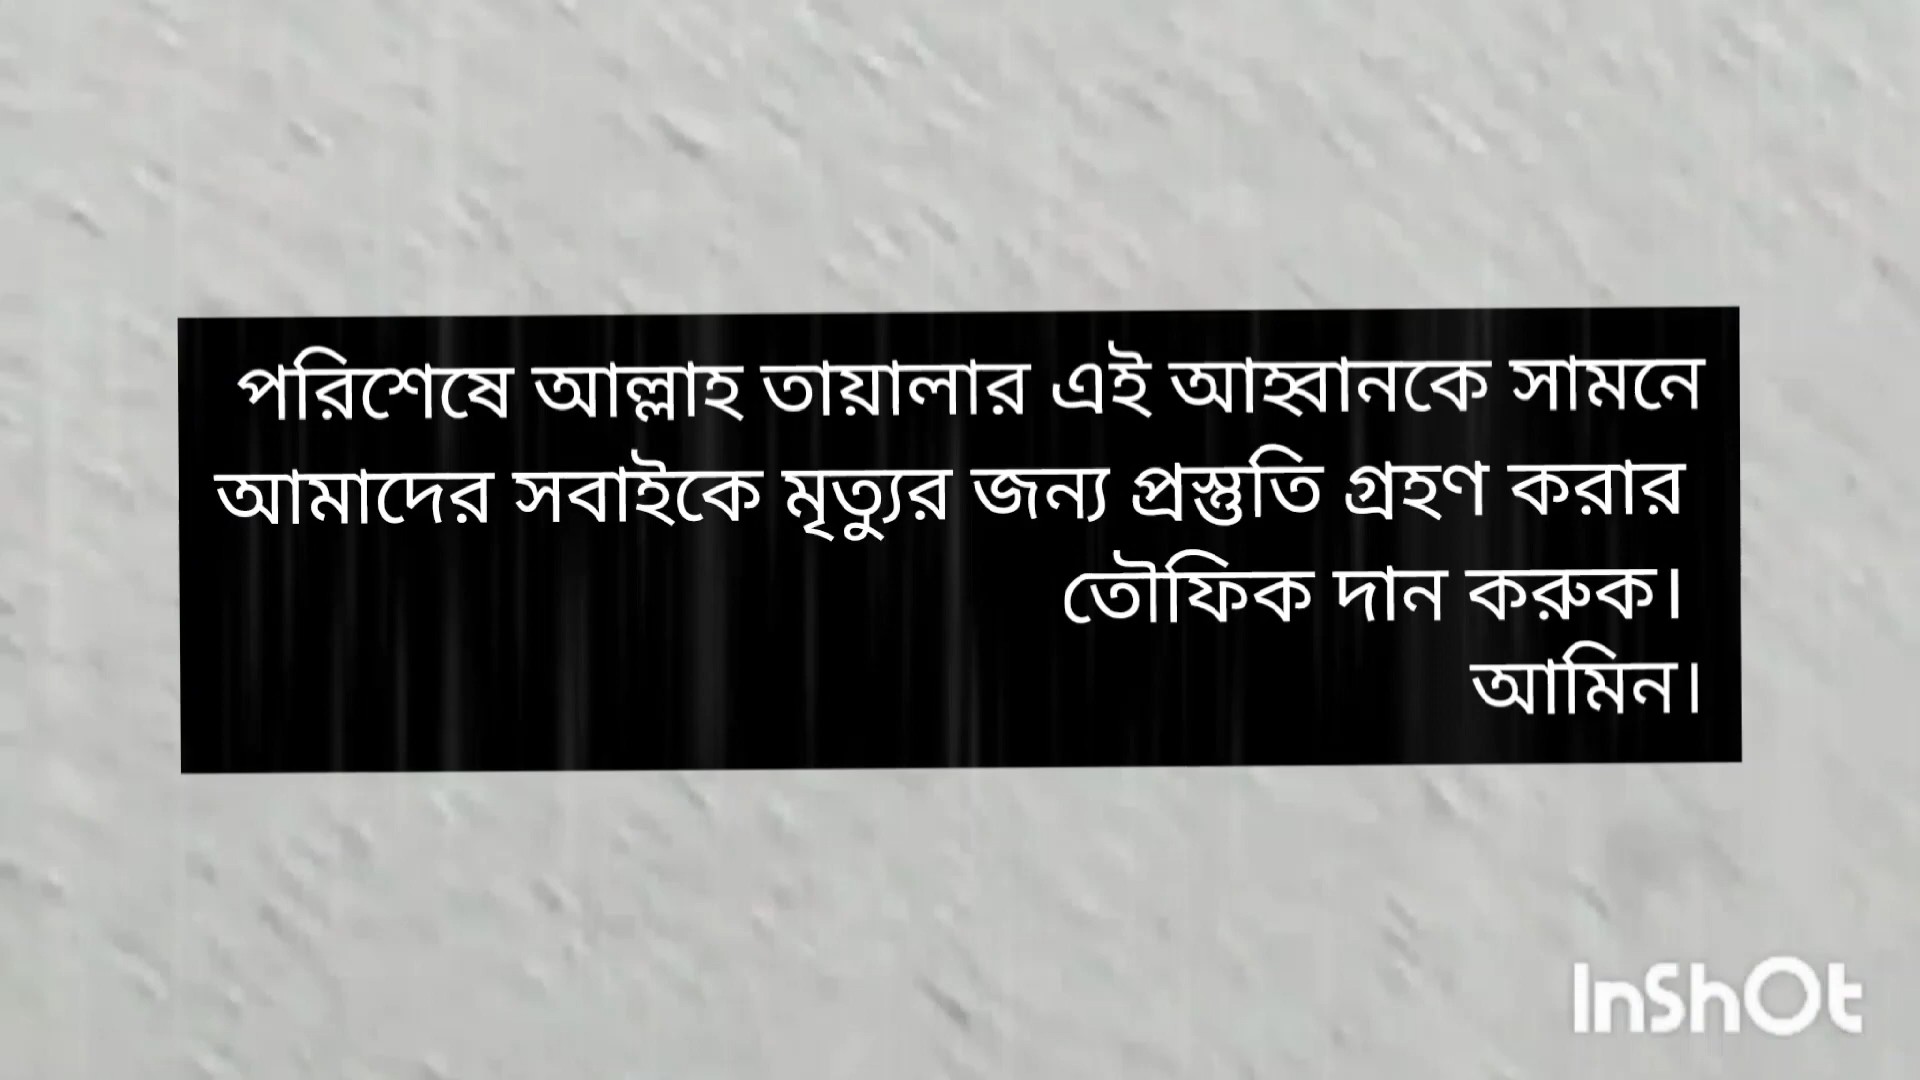 পরিশেষে আল্লাহ তায়ালার এই আহ্বানকে সামনে
আমাদের সবাইকে মৃত্যুর জন্য প্রস্তুতি গ্রহণ করার
তৌফিক দান করুক।
আমিন।
InShOt